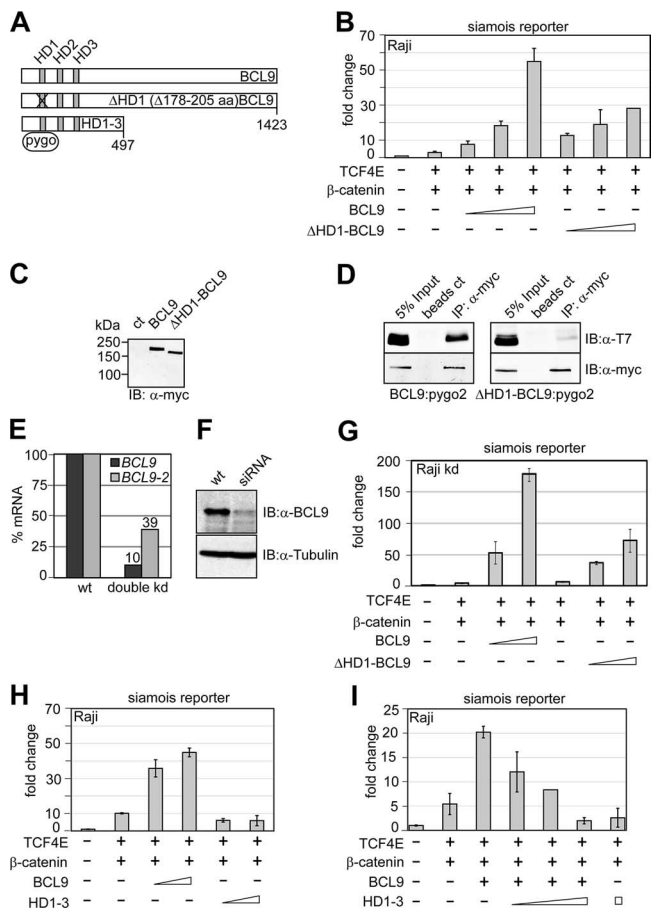 A
HD1
HD2
HD3
BCL9
ΔHD1 (Δ178-205 aa)BCL9
1423
HD1-3
pygo
497
B
siamois reporter
Raji
fold change
70
50
30
10
0
TCF4E – + + + + + + +
β-catenin – + + + + + + +
BCL9 – – – – –
ΔHD1-BCL9 – – – – –
C
ct
BCL9
ΔHD1-BCL9
kDa
250
150
100
IB: α-myc
D
5% Input
beads ct
IP: α-myc
5% Input
beads ct
IP: α-myc
IB:α-T7
IB:α-myc
BCL9:pygo2
ΔHD1-BCL9:pygo2
E
% mRNA
100
75
50
25
0
BCL9
BCL9-2
39
10
wt
double kd
F
wt
siRNA
IB:α-BCL9
IB:α-Tubulin
G
siamois reporter
Raji kd
fold change
200
150
100
50
0
TCF4E – + + + + + +
β-catenin – + + + + + +
BCL9 – – – – –
ΔHD1-BCL9 – – – – –
H
siamois reporter
Raji
fold change
70
50
30
10
0
TCF4E – + + + + +
β-catenin – + + + + +
BCL9 – – – –
HD1-3 – – – –
I
siamois reporter
Raji
fold change
25
20
15
10
5
0
TCF4E – + + + + + +
β-catenin – + + + + + +
BCL9 – – + + + + –
HD1-3 – – –